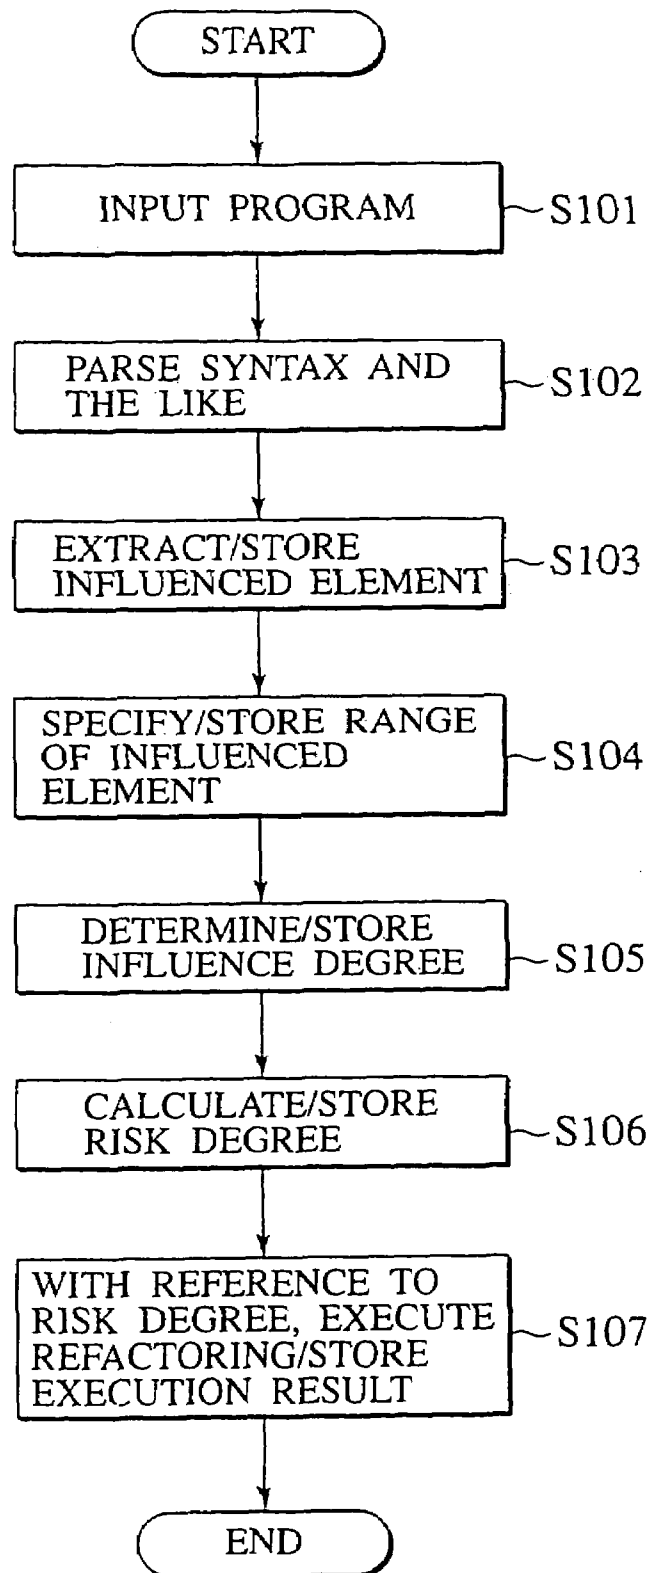 START
INPUT PROGRAM
S101
PARSE SYNTAX AND
THE LIKE
S102
EXTRACT/STORE
INFLUENCED ELEMENT
S103
SPECIFY/STORE RANGE
OF INFLUENCED
ELEMENT
S104
DETERMINE/STORE
INFLUENCE DEGREE
S105
CALCULATE/STORE
RISK DEGREE
S106
WITH REFERENCE TO
RISK DEGREE, EXECUTE
REFACTORING/STORE
EXECUTION RESULT
S107
END